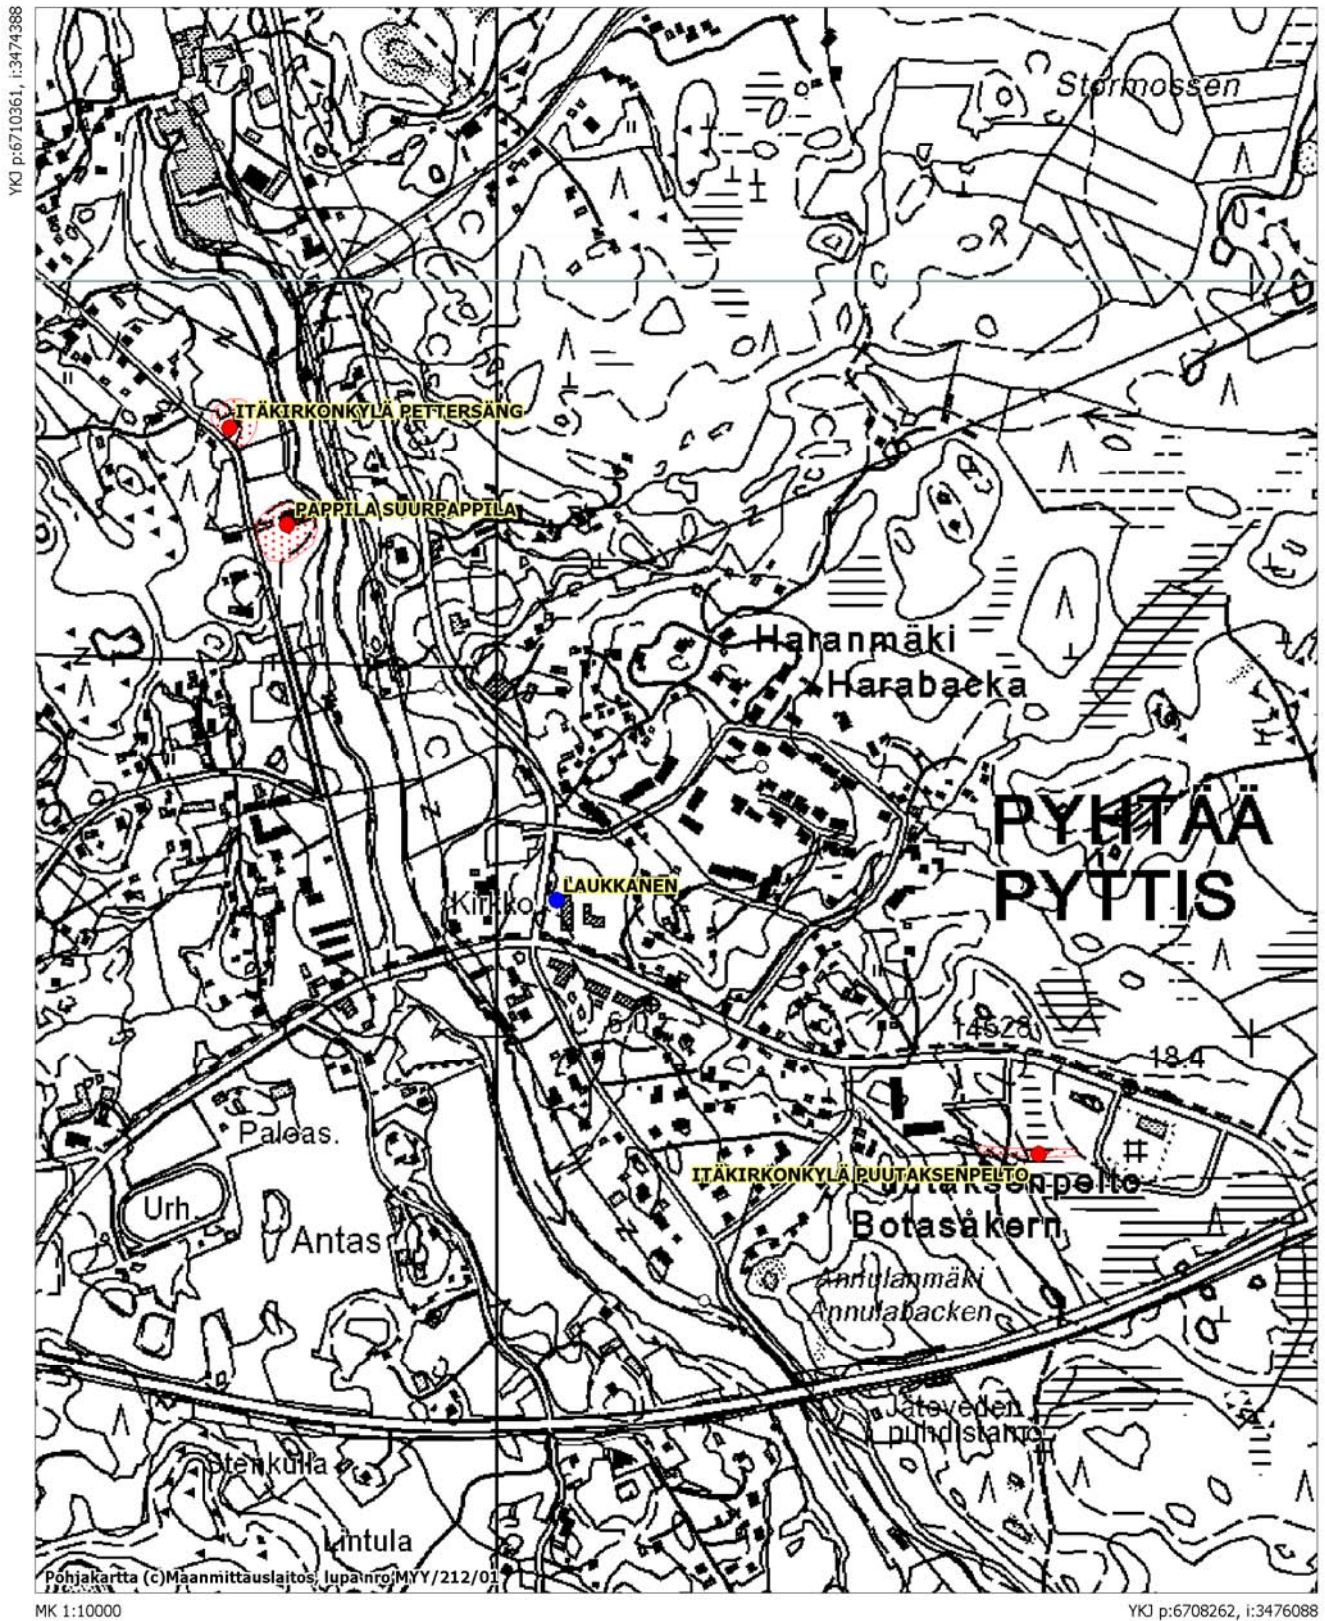 YKJ p:6710361, i:3474388
Stormossen
ITÄKIRKONKYLÄ PETTERSÄNG
PAPPILA SUURPAPPILA
Haranmäki
Harabacka
PYHTÄÄ
PYTTIS
LAUKKANEN
Kirkko
14628
18.4
Paloas.
ITÄKIRKONKYLÄ PUUTAKSENPELTO
Urh.
Antas
Botasåkern
Annulanmäki
Annulabacken
Jäteveden
puhdistamo
Stenkulla
Lintula
Pohjakartta (c)Maanmittauslaitos, lupa nro MYY/212/01
MK 1:10000
YKJ p:6708262, i:3476088